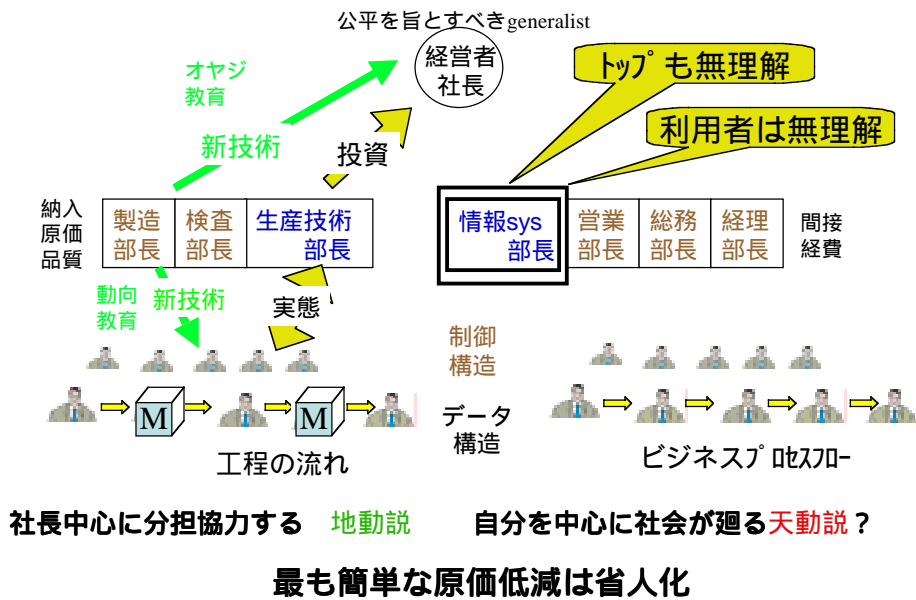 公平を旨とすべきgeneralist
経営者
社長
オヤジ
教育
新技術
投資
トップも無理解
利用者は無理解
納入
原価
品質
製造
部長
検査
部長
生産技術
部長
情報sys
部長
営業
部長
総務
部長
経理
部長
間接
経費
動向
教育
新技術
実態
制御
構造
M
M
データ
構造
工程の流れ
ビジネスプロセスフロー
社長中心に分担協力する 地動説
自分を中心に社会が廻る天動説?
最も簡単な原価低減は省人化